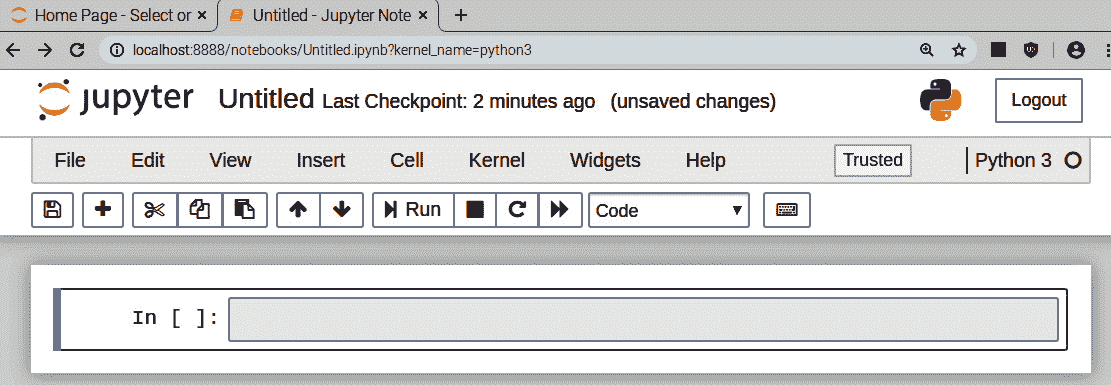 Home Page - Select or Untitled - Jupyter Note
localhost:8888/notebooks/Untitled.ipynb?kernel_name=python3
jupyter Untitled Last Checkpoint: 2 minutes ago (unsaved changes) Logout
File Edit View Insert Cell Kernel Widgets Help Trusted Python 3
Run Code
In [ ]: